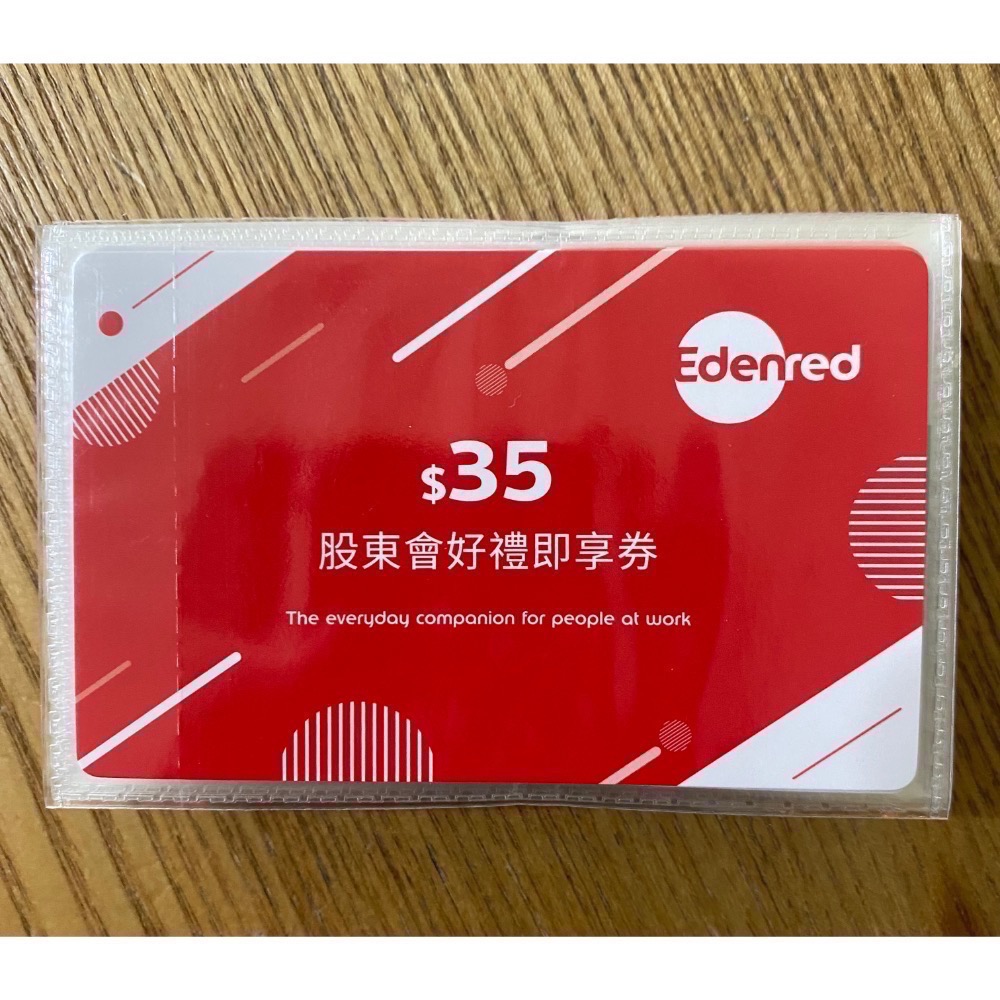 Edenred
$35
股東會好禮即享券
The everyday companion for people at work